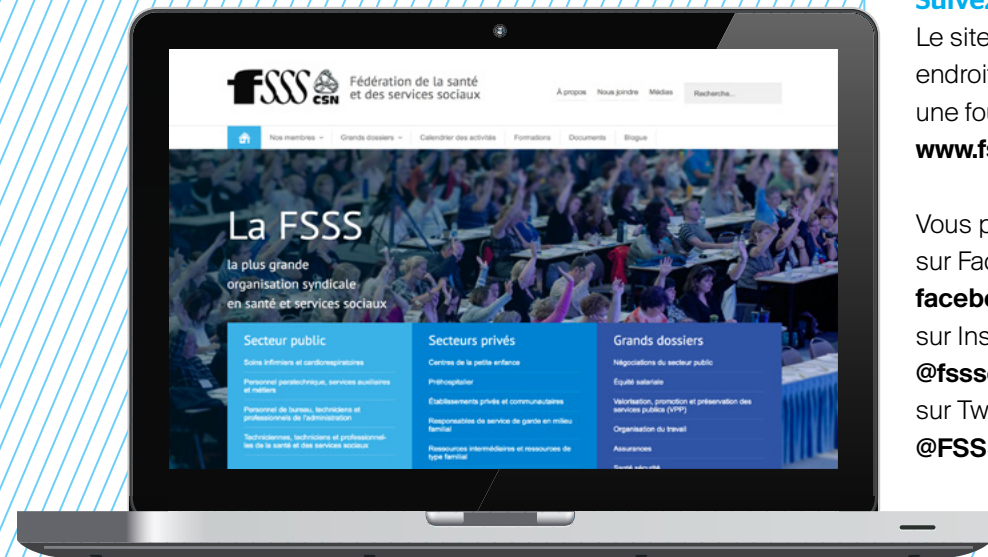 fsss
CSN
Fédération de la santé
et des services sociaux
À propos Nous joindre Médias Recherche...
Nos membres Grands dossiers Calendrier des activités Formations Documents Blogue
La FSSS
la plus grande
organisation syndicale
en santé et services sociaux
Secteur public
Soins infirmiers et cardiorespiratoires
Personnel paratechnique, services auxiliaires
et métiers
Personnel de bureau, techniciens et
professionnels de l'administration
Techniciennes, techniciens et professionnel-
les de la santé et des services sociaux
Secteurs privés
Centres de la petite enfance
Préhospitalier
Établissements privés et communautaires
Responsables de service de garde en milieu
familial
Ressources intermédiaires et ressources de
type familial
Grands dossiers
Négociations du secteur public
Équité salariale
Valorisation, promotion et préservation des
services publics (VPP)
Organisation du travail
Assurances
Santé sécurité
Suivez
Le site
endroit
une fou
www.fs
Vous p
sur Fac
facebo
sur Ins
@fsss
sur Tw
@FSS